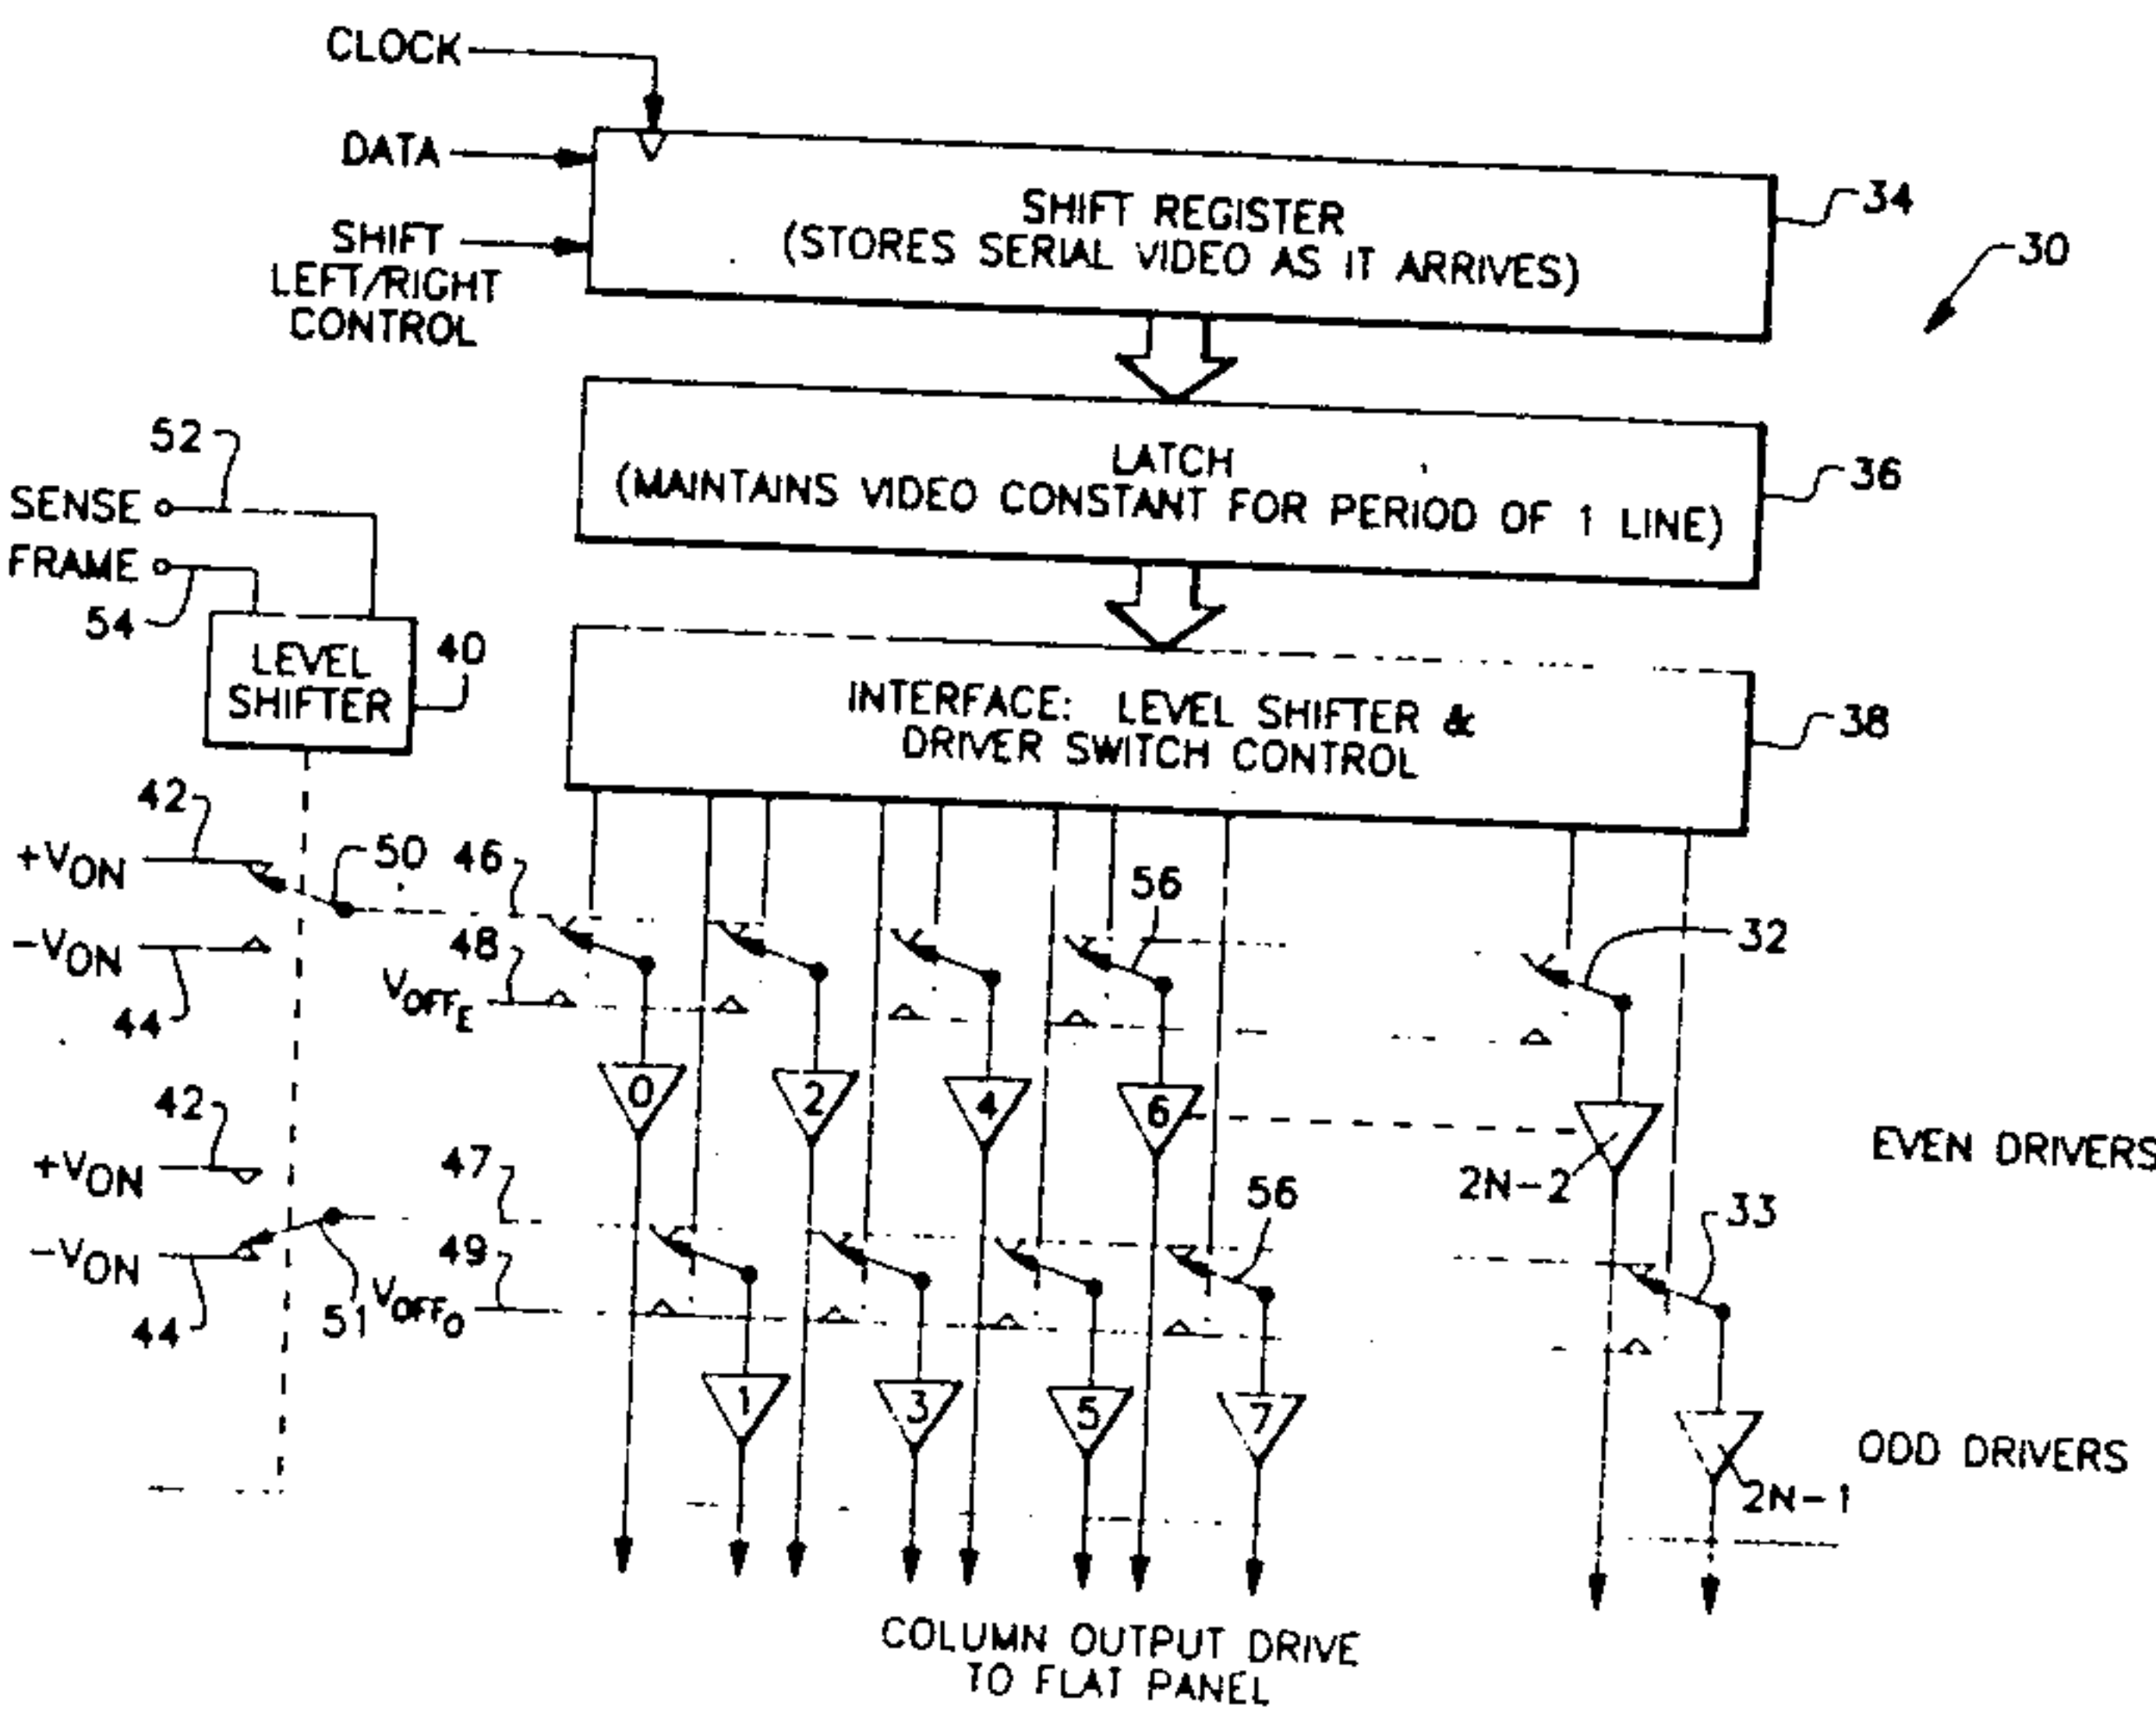 CLOCK
DATA
SHIFT
LEFT/RIGHT
CONTROL
SHIFT REGISTER
(STORES SERIAL VIDEO AS IT ARRIVES)
34
30
LATCH
(MAINTAINS VIDEO CONSTANT FOR PERIOD OF 1 LINE)
36
52
SENSE
FRAME
54
LEVEL
SHIFTER
40
INTERFACE: LEVEL SHIFTER &
DRIVER SWITCH CONTROL
38
42
+VON
50
46
56
32
-VON
44
48
VOFFE
0
2
4
6
2N-2
EVEN DRIVERS
42
+VON
47
56
33
-VON
44
51
49
VOFFO
1
3
5
7
2N-1
ODD DRIVERS
COLUMN OUTPUT DRIVE
TO FLAT PANEL